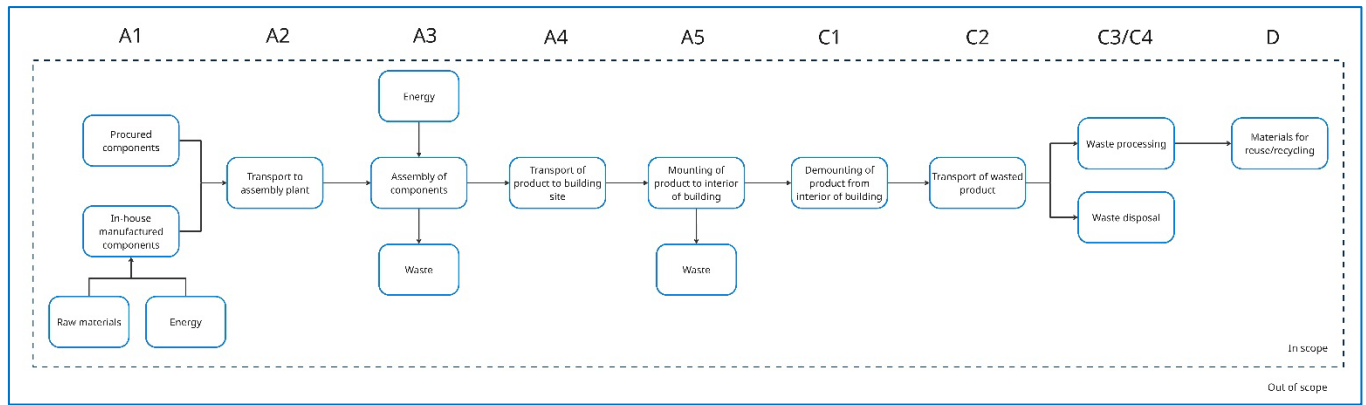 A1
A2
A3
A4
A5
C1
C2
C3/C4
D
Energy
Procured
components
Waste processing
Materials for
reuse/recycling
Transport to
assembly plant
Assembly of
components
Transport of
product to building
site
Mounting of
product to interior
of building
Demounting of
product from
interior of building
Transport of wasted
product
In-house
manufactured
components
Waste disposal
Waste
Waste
Raw materials
Energy
In scope
Out of scope